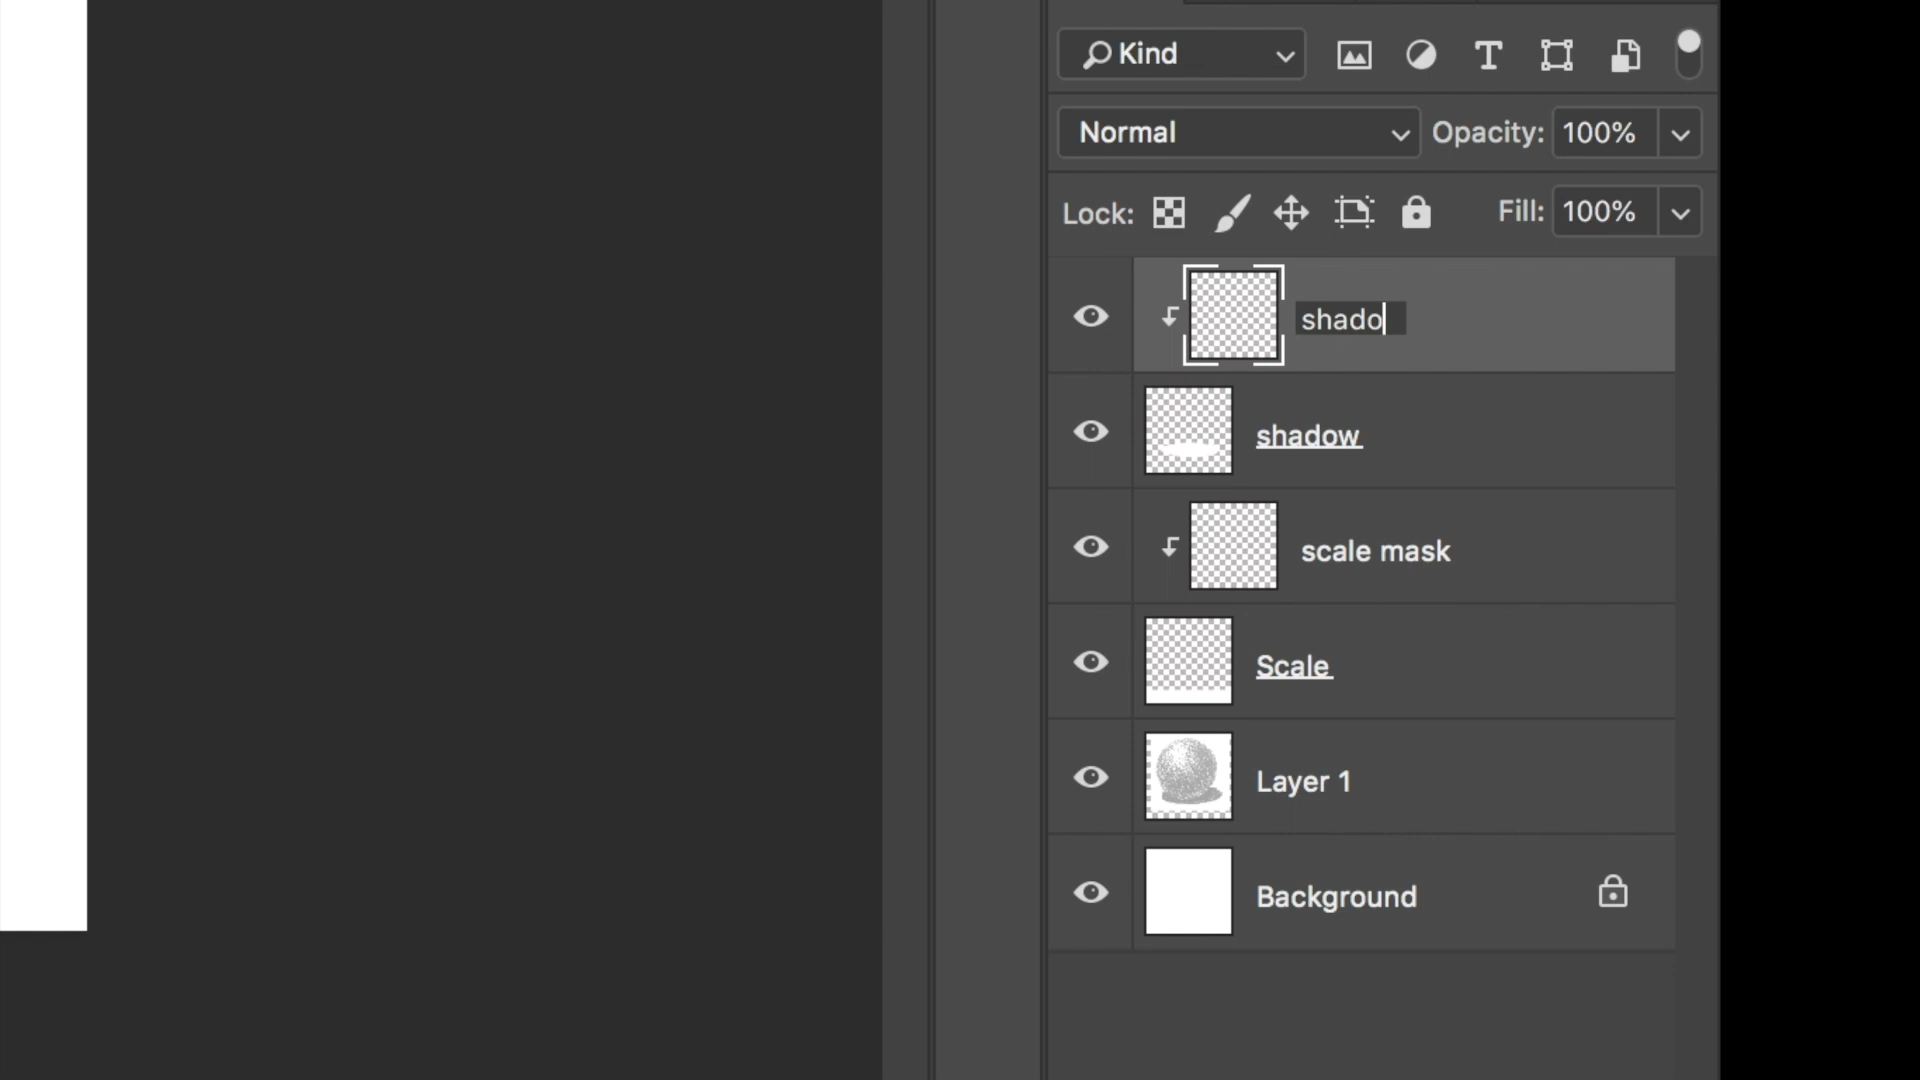 Kind
Normal Opacity: 100%
Lock: Fill: 100%
shado
shadow
scale mask
Scale
Layer 1
Background